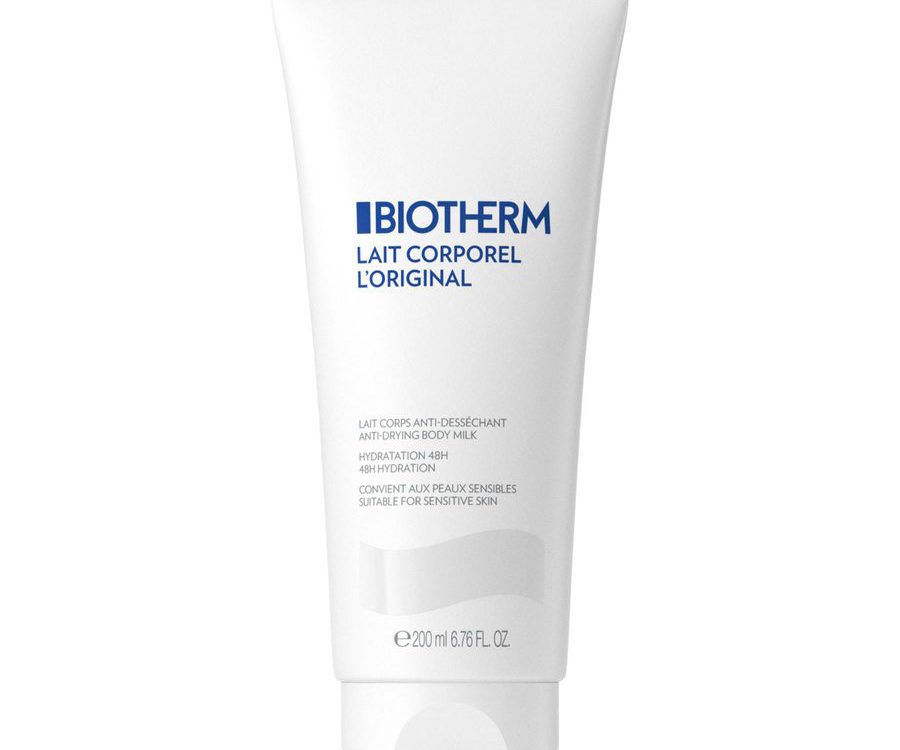 BIOTHERM
LAIT CORPOREL
L'ORIGINAL
LAIT CORPS ANTI-DESSÉCHANT
ANTI-DRYING BODY MILK
HYDRATATION 48H
48H HYDRATION
CONVIENT AUX PEAUX SENSIBLES
SUITABLE FOR SENSITIVE SKIN
℮200 ml 6.76 FL. OZ.